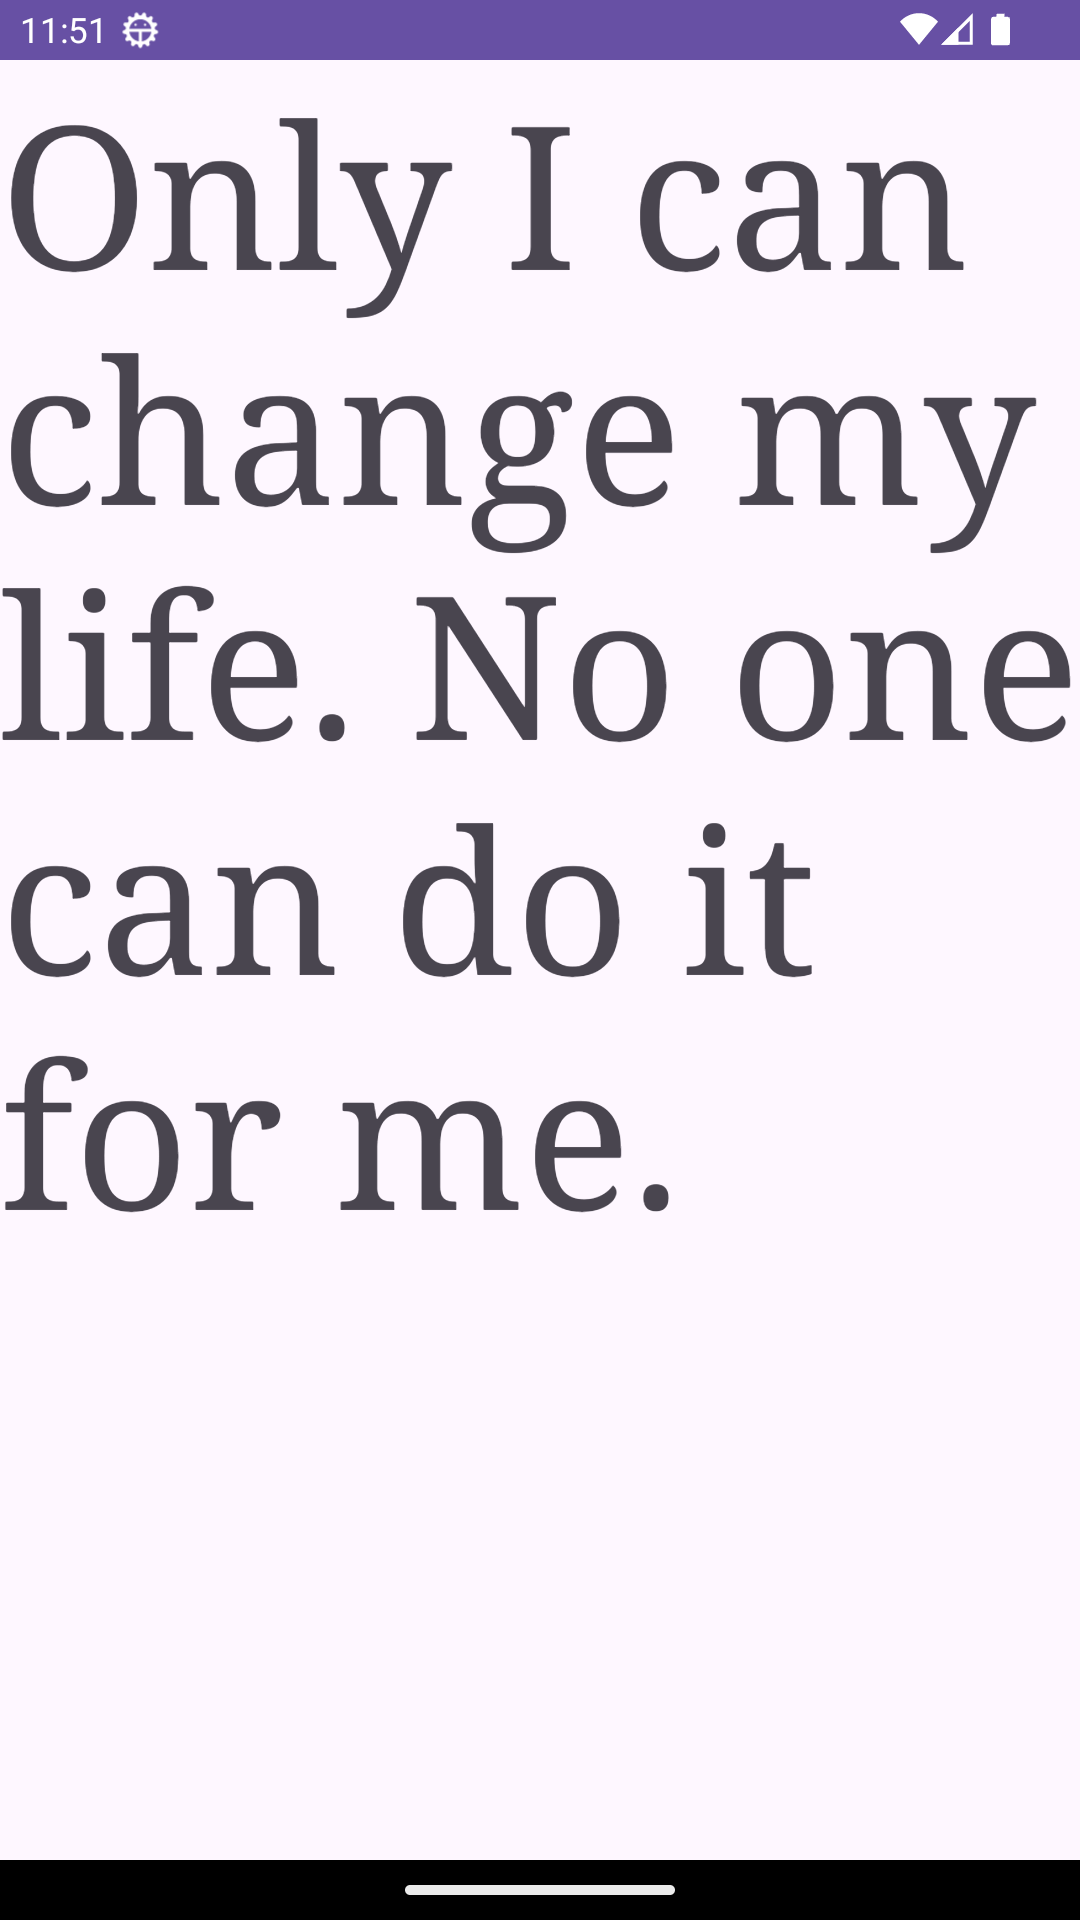 11:51
Only I can
change my
life. No one
can do it
for me.